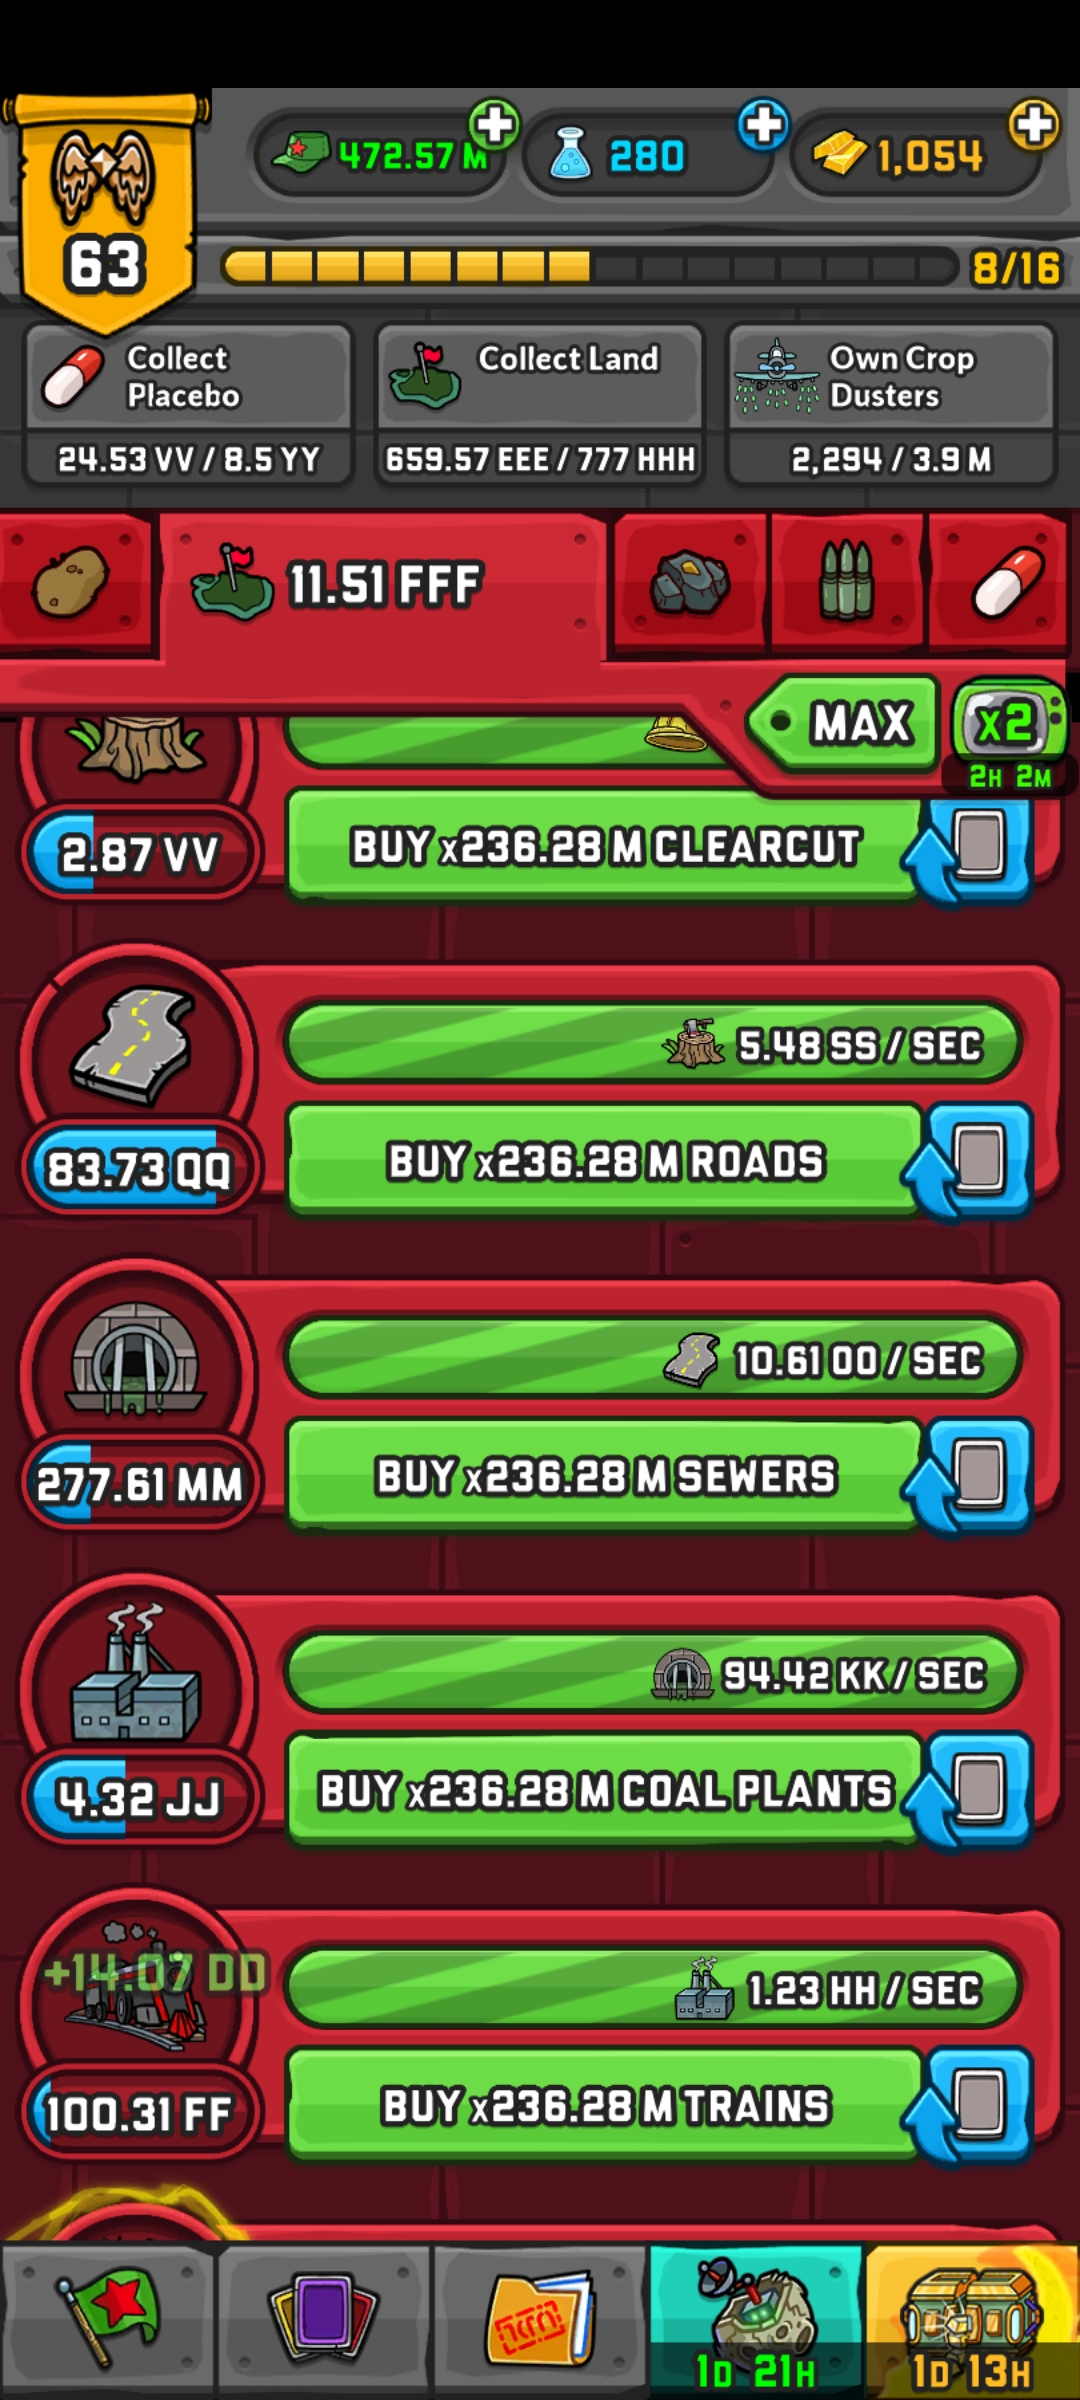 472.57 M
280
1,054
63
8/16
Collect
Placebo
24.53 VV / 8.5 YY
Collect Land
659.57 EEE / 777 HHH
Own Crop
Dusters
2,294 / 3.9 M
11.51 FFF
MAX
x2
2H 2M
2.87 VV
BUY x236.28 M CLEARCUT
5.48 SS / SEC
83.73 QQ
BUY x236.28 M ROADS
10.61 OO / SEC
277.61 MM
BUY x236.28 M SEWERS
94.42 KK / SEC
4.32 JJ
BUY x236.28 M COAL PLANTS
+14.07 DD
1.23 HH / SEC
100.31 FF
BUY x236.28 M TRAINS
1D 21H
1D 13H